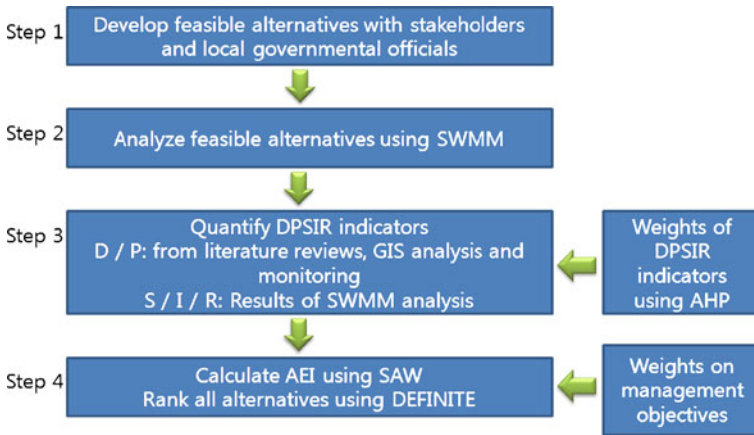 Step 1
Develop feasible alternatives with stakeholders
and local governmental officials
Step 2
Analyze feasible alternatives using SWMM
Step 3
Quantify DPSIR indicators
D / P: from literature reviews, GIS analysis and
monitoring
S / I / R: Results of SWMM analysis
Weights of
DPSIR
indicators
using AHP
Step 4
Calculate AEI using SAW
Rank all alternatives using DEFINITE
Weights on
management
objectives